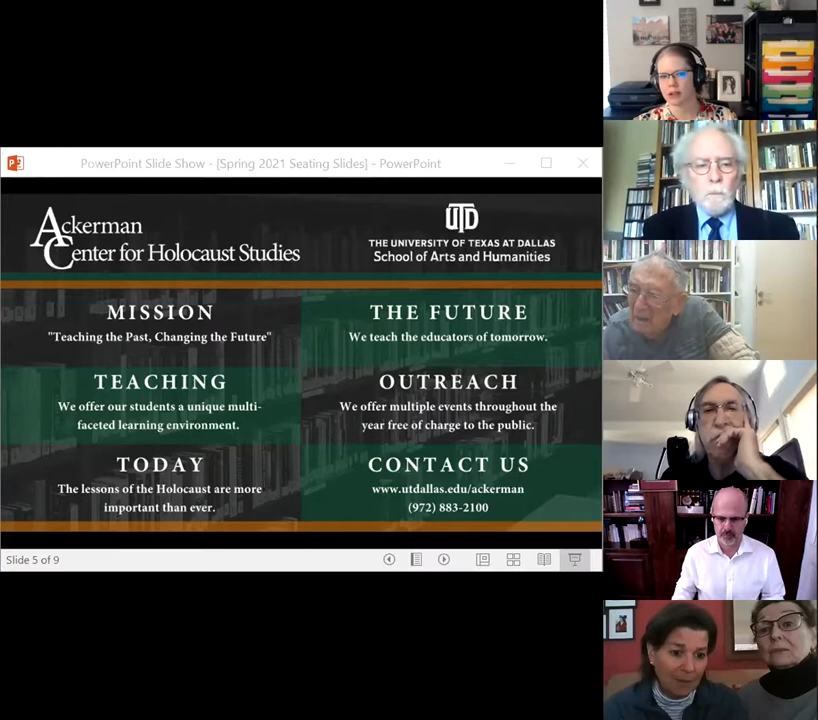 PowerPoint Slide Show - [Spring 2021 Seating Slides] - PowerPoint
Ackerman
Center for Holocaust Studies
UTD
THE UNIVERSITY OF TEXAS AT DALLAS
School of Arts and Humanities
MISSION
"Teaching the Past, Changing the Future"
THE FUTURE
We teach the educators of tomorrow.
TEACHING
We offer our students a unique multi-
faceted learning environment.
OUTREACH
We offer multiple events throughout the
year free of charge to the public.
TODAY
The lessons of the Holocaust are more
important than ever.
CONTACT US
www.utdallas.edu/ackerman
(972) 883-2100
Slide 5 of 9